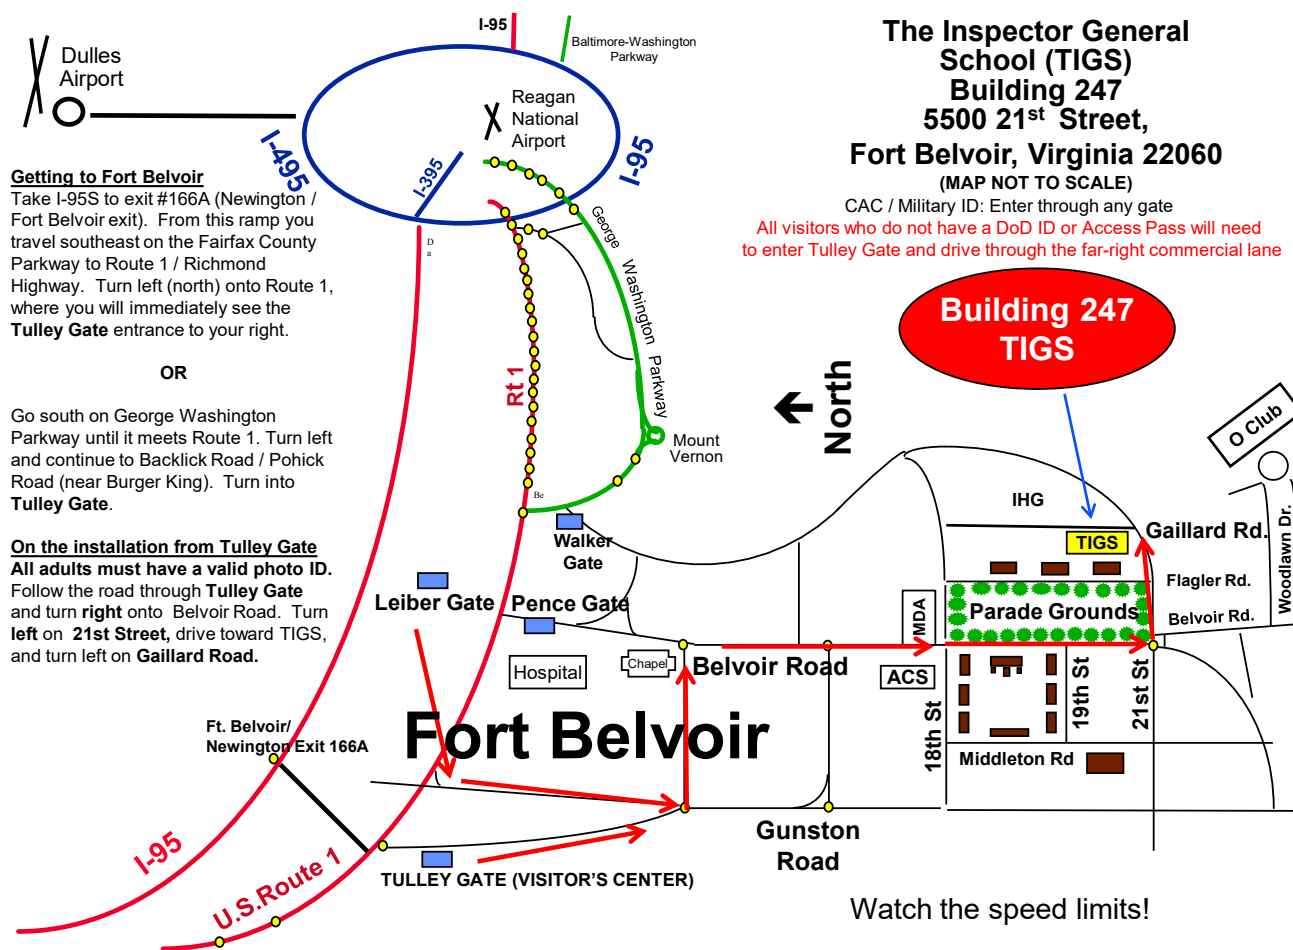 I-95
Baltimore-Washington
Parkway
Dulles
Airport
Reagan
National
Airport
I-495
I-395
I-95
The Inspector General
School (TIGS)
Building 247
5500 21st Street,
Fort Belvoir, Virginia 22060
(MAP NOT TO SCALE)
CAC / Military ID: Enter through any gate
All visitors who do not have a DoD ID or Access Pass will need
to enter Tulley Gate and drive through the far-right commercial lane
Getting to Fort Belvoir
Take I-95S to exit #166A (Newington /
Fort Belvoir exit). From this ramp you
travel southeast on the Fairfax County
Parkway to Route 1 / Richmond
Highway. Turn left (north) onto Route 1,
where you will immediately see the
Tulley Gate entrance to your right.
OR
Go south on George Washington
Parkway until it meets Route 1. Turn left
and continue to Backlick Road / Pohick
Road (near Burger King). Turn into
Tulley Gate.
On the installation from Tulley Gate
All adults must have a valid photo ID.
Follow the road through Tulley Gate
and turn right onto Belvoir Road. Turn
left on 21st Street, drive toward TIGS,
and turn left on Gaillard Road.
D
a
George Washington Parkway
Rt 1
Mount
Vernon
Be
Building 247
TIGS
North
O Club
IHG
TIGS
Gaillard Rd.
Woodlawn Dr.
Flagler Rd.
Belvoir Rd.
Parade Grounds
Walker
Gate
Leiber Gate
Pence Gate
MDA
Hospital
Chapel
Belvoir Road
ACS
18th St
19th St
21st St
Fort Belvoir
Middleton Rd
Ft. Belvoir/
Newington Exit 166A
Gunston
Road
I-95
U.S.Route 1
TULLEY GATE (VISITOR'S CENTER)
Watch the speed limits!